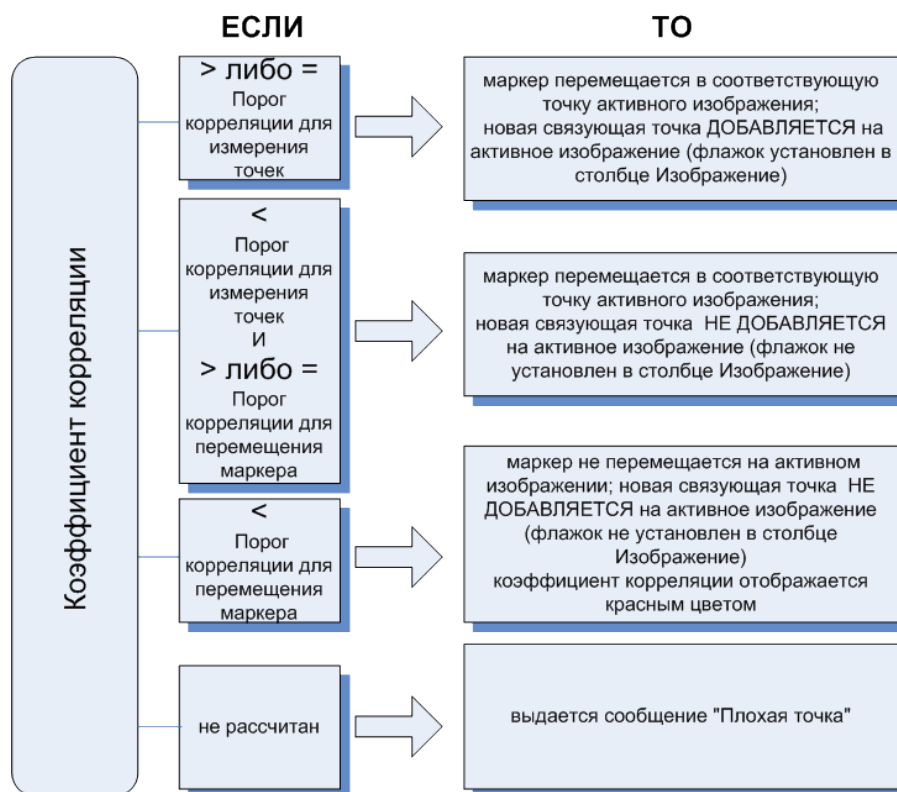 ЕСЛИ
ТО
Коэффициент корреляции
> либо =
Порог
корреляции для
измерения
точек
маркер перемещается в соответствующую
точку активного изображения;
новая связующая точка ДОБАВЛЯЕТСЯ на
активное изображение (флажок установлен в
столбце Изображение)
<
Порог
корреляции для
измерения
точек
И
> либо =
Порог
корреляции для
перемещения
маркера
маркер перемещается в соответствующую
точку активного изображения;
новая связующая точка НЕ ДОБАВЛЯЕТСЯ
на активное изображение (флажок не
установлен в столбце Изображение)
<
Порог
корреляции для
перемещения
маркера
маркер не перемещается на активном
изображении; новая связующая точка НЕ
ДОБАВЛЯЕТСЯ на активное изображение
(флажок не установлен в столбце
Изображение)
коэффициент корреляции отображается
красным цветом
не рассчитан
выдается сообщение "Плохая точка"